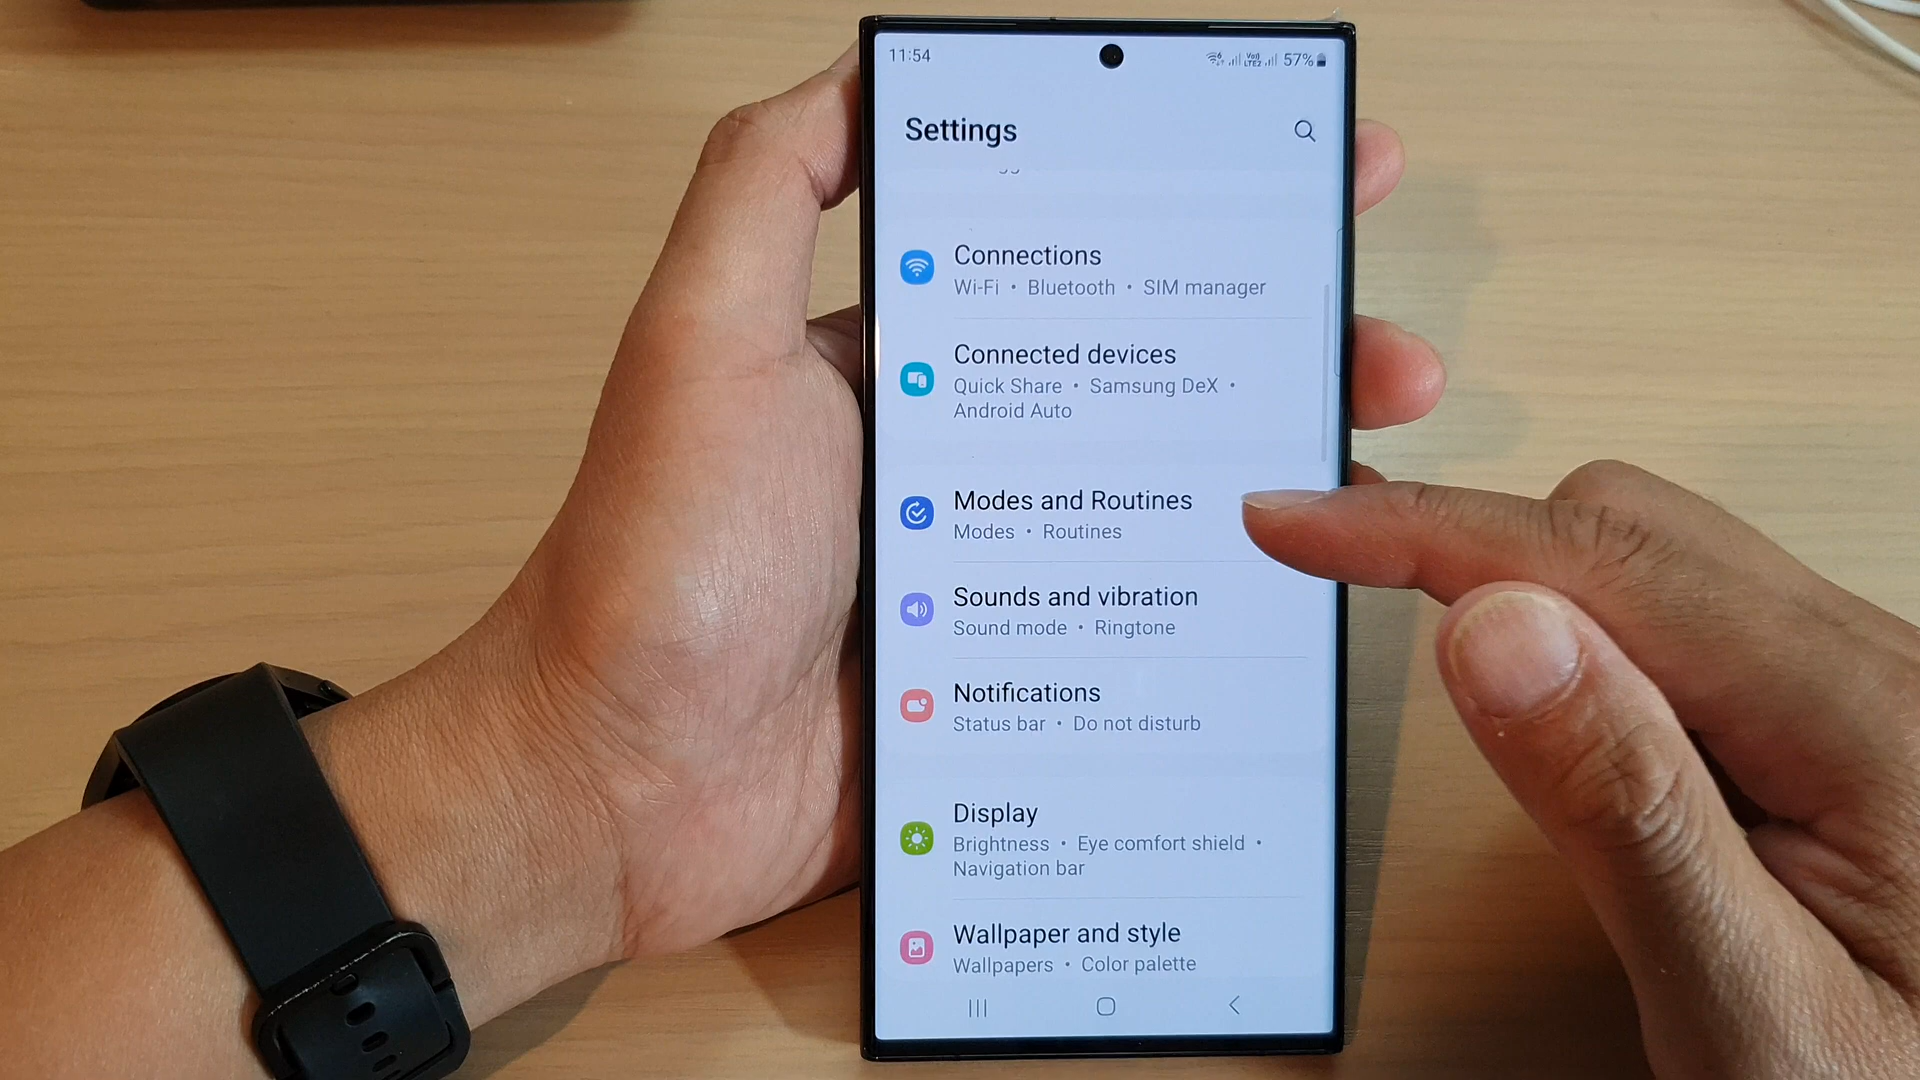 11:54
Vo)) LTE2 57%
Settings
Connections
Wi-Fi • Bluetooth • SIM manager
Connected devices
Quick Share • Samsung DeX •
Android Auto
Modes and Routines
Modes • Routines
Sounds and vibration
Sound mode • Ringtone
Notifications
Status bar • Do not disturb
Display
Brightness • Eye comfort shield •
Navigation bar
Wallpaper and style
Wallpapers • Color palette